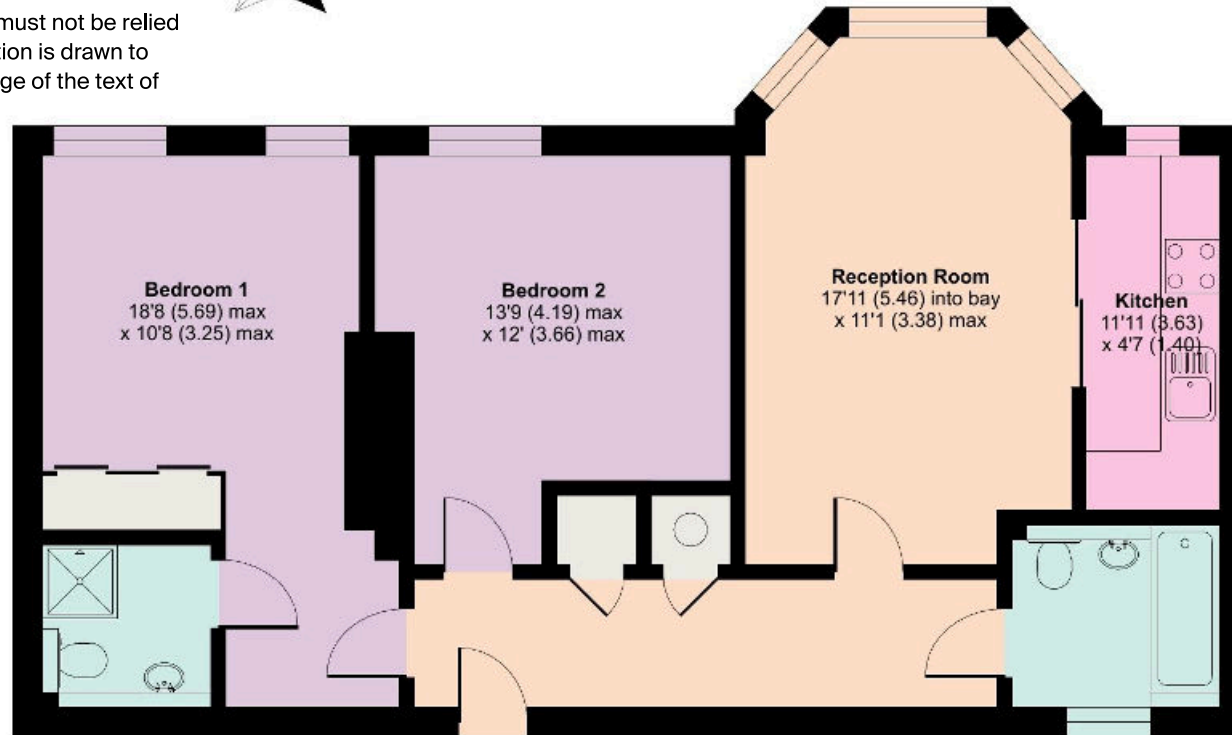 must not be relied
tion is drawn to
ge of the text of
Bedroom 1
18'8 (5.69) max
x 10'8 (3.25) max
Bedroom 2
13'9 (4.19) max
x 12' (3.66) max
Reception Room
17'11 (5.46) into bay
x 11'1 (3.38) max
Kitchen
11'11 (3.63)
x 4'7 (1.40)